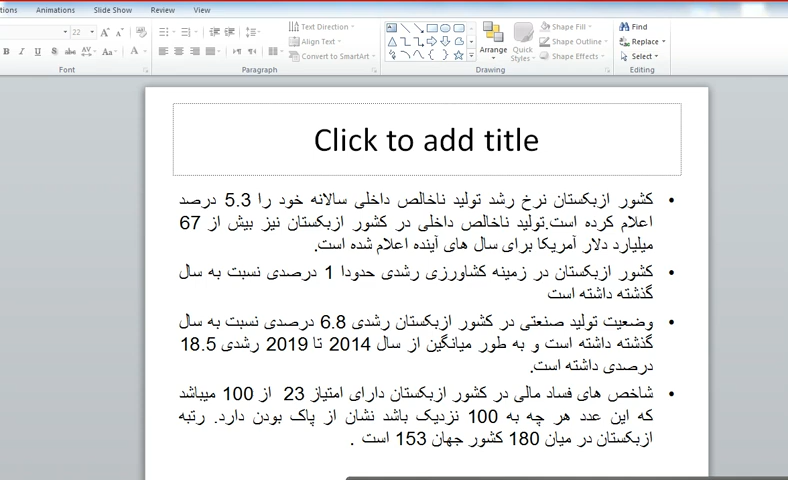 tions Animations Slide Show Review View
22 A A Text Direction Shape Fill Find
Align Text Arrange Quick Styles Shape Outline Replace
B I U S abc AV Aa A Convert to SmartArt Shape Effects Select
Font Paragraph Drawing Editing
Click to add title
• کشور ازبکستان نرخ رشد تولید ناخالص داخلی سالانه خود را 5.3 درصد
اعلام کرده است.تولید ناخالص داخلی در کشور ازبکستان نیز بیش از 67
میلیارد دلار آمریکا برای سال های آینده اعلام شده است.
• کشور ازبکستان در زمینه کشاورزی رشدی حدودا 1 درصدی نسبت به سال
گذشته داشته است
• وضعیت تولید صنعتی در کشور ازبکستان رشدی 6.8 درصدی نسبت به سال
گذشته داشته است و به طور میانگین از سال 2014 تا 2019 رشدی 18.5
درصدی داشته است.
• شاخص های فساد مالی در کشور ازبکستان دارای امتیاز 23 از 100 میباشد
که این عدد هر چه به 100 نزدیک باشد نشان از پاک بودن دارد. رتبه
ازبکستان در میان 180 کشور جهان 153 است .